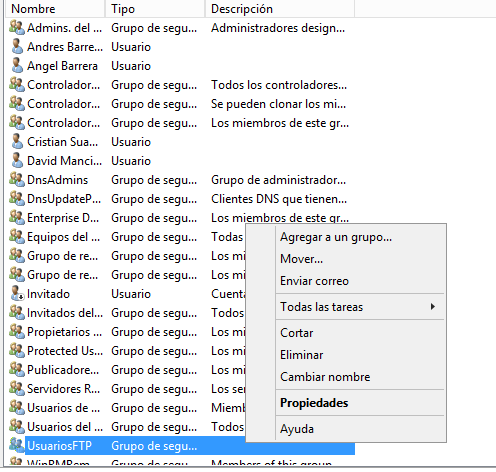 Nombre Tipo Descripción
Admins. del ... Grupo de segu... Administradores design...
Andres Barre... Usuario
Angel Barrera Usuario
Controlador... Grupo de segu... Todos los controladores...
Controlador... Grupo de segu... Se pueden clonar los mi...
Controlador... Grupo de segu... Los miembros de este gr...
Cristian Sua... Usuario
David Manci... Usuario
DnsAdmins Grupo de segu... Grupo de administrador...
DnsUpdateP... Grupo de segu... Clientes DNS que tienen...
Enterprise D... Grupo de segu... Los miembros de este gr...
Equipos del ... Grupo de segu... Todas
Grupo de re... Grupo de segu... Los mi
Grupo de re... Grupo de segu... Los mi
Invitado Usuario Cuenta
Invitados del... Grupo de segu... Todos
Propietarios ... Grupo de segu... Los mi
Protected Us... Grupo de segu... Los mi
Publicadore... Grupo de segu... Los mi
Servidores R... Grupo de segu... Los ser
Usuarios de ... Grupo de segu... Miemb
Usuarios del... Grupo de segu... Todos
UsuariosFTP Grupo de segu...
WinRMRem... Grupo de segu... Members of this group
Agregar a un grupo...
Mover...
Enviar correo
Todas las tareas
Cortar
Eliminar
Cambiar nombre
Propiedades
Ayuda